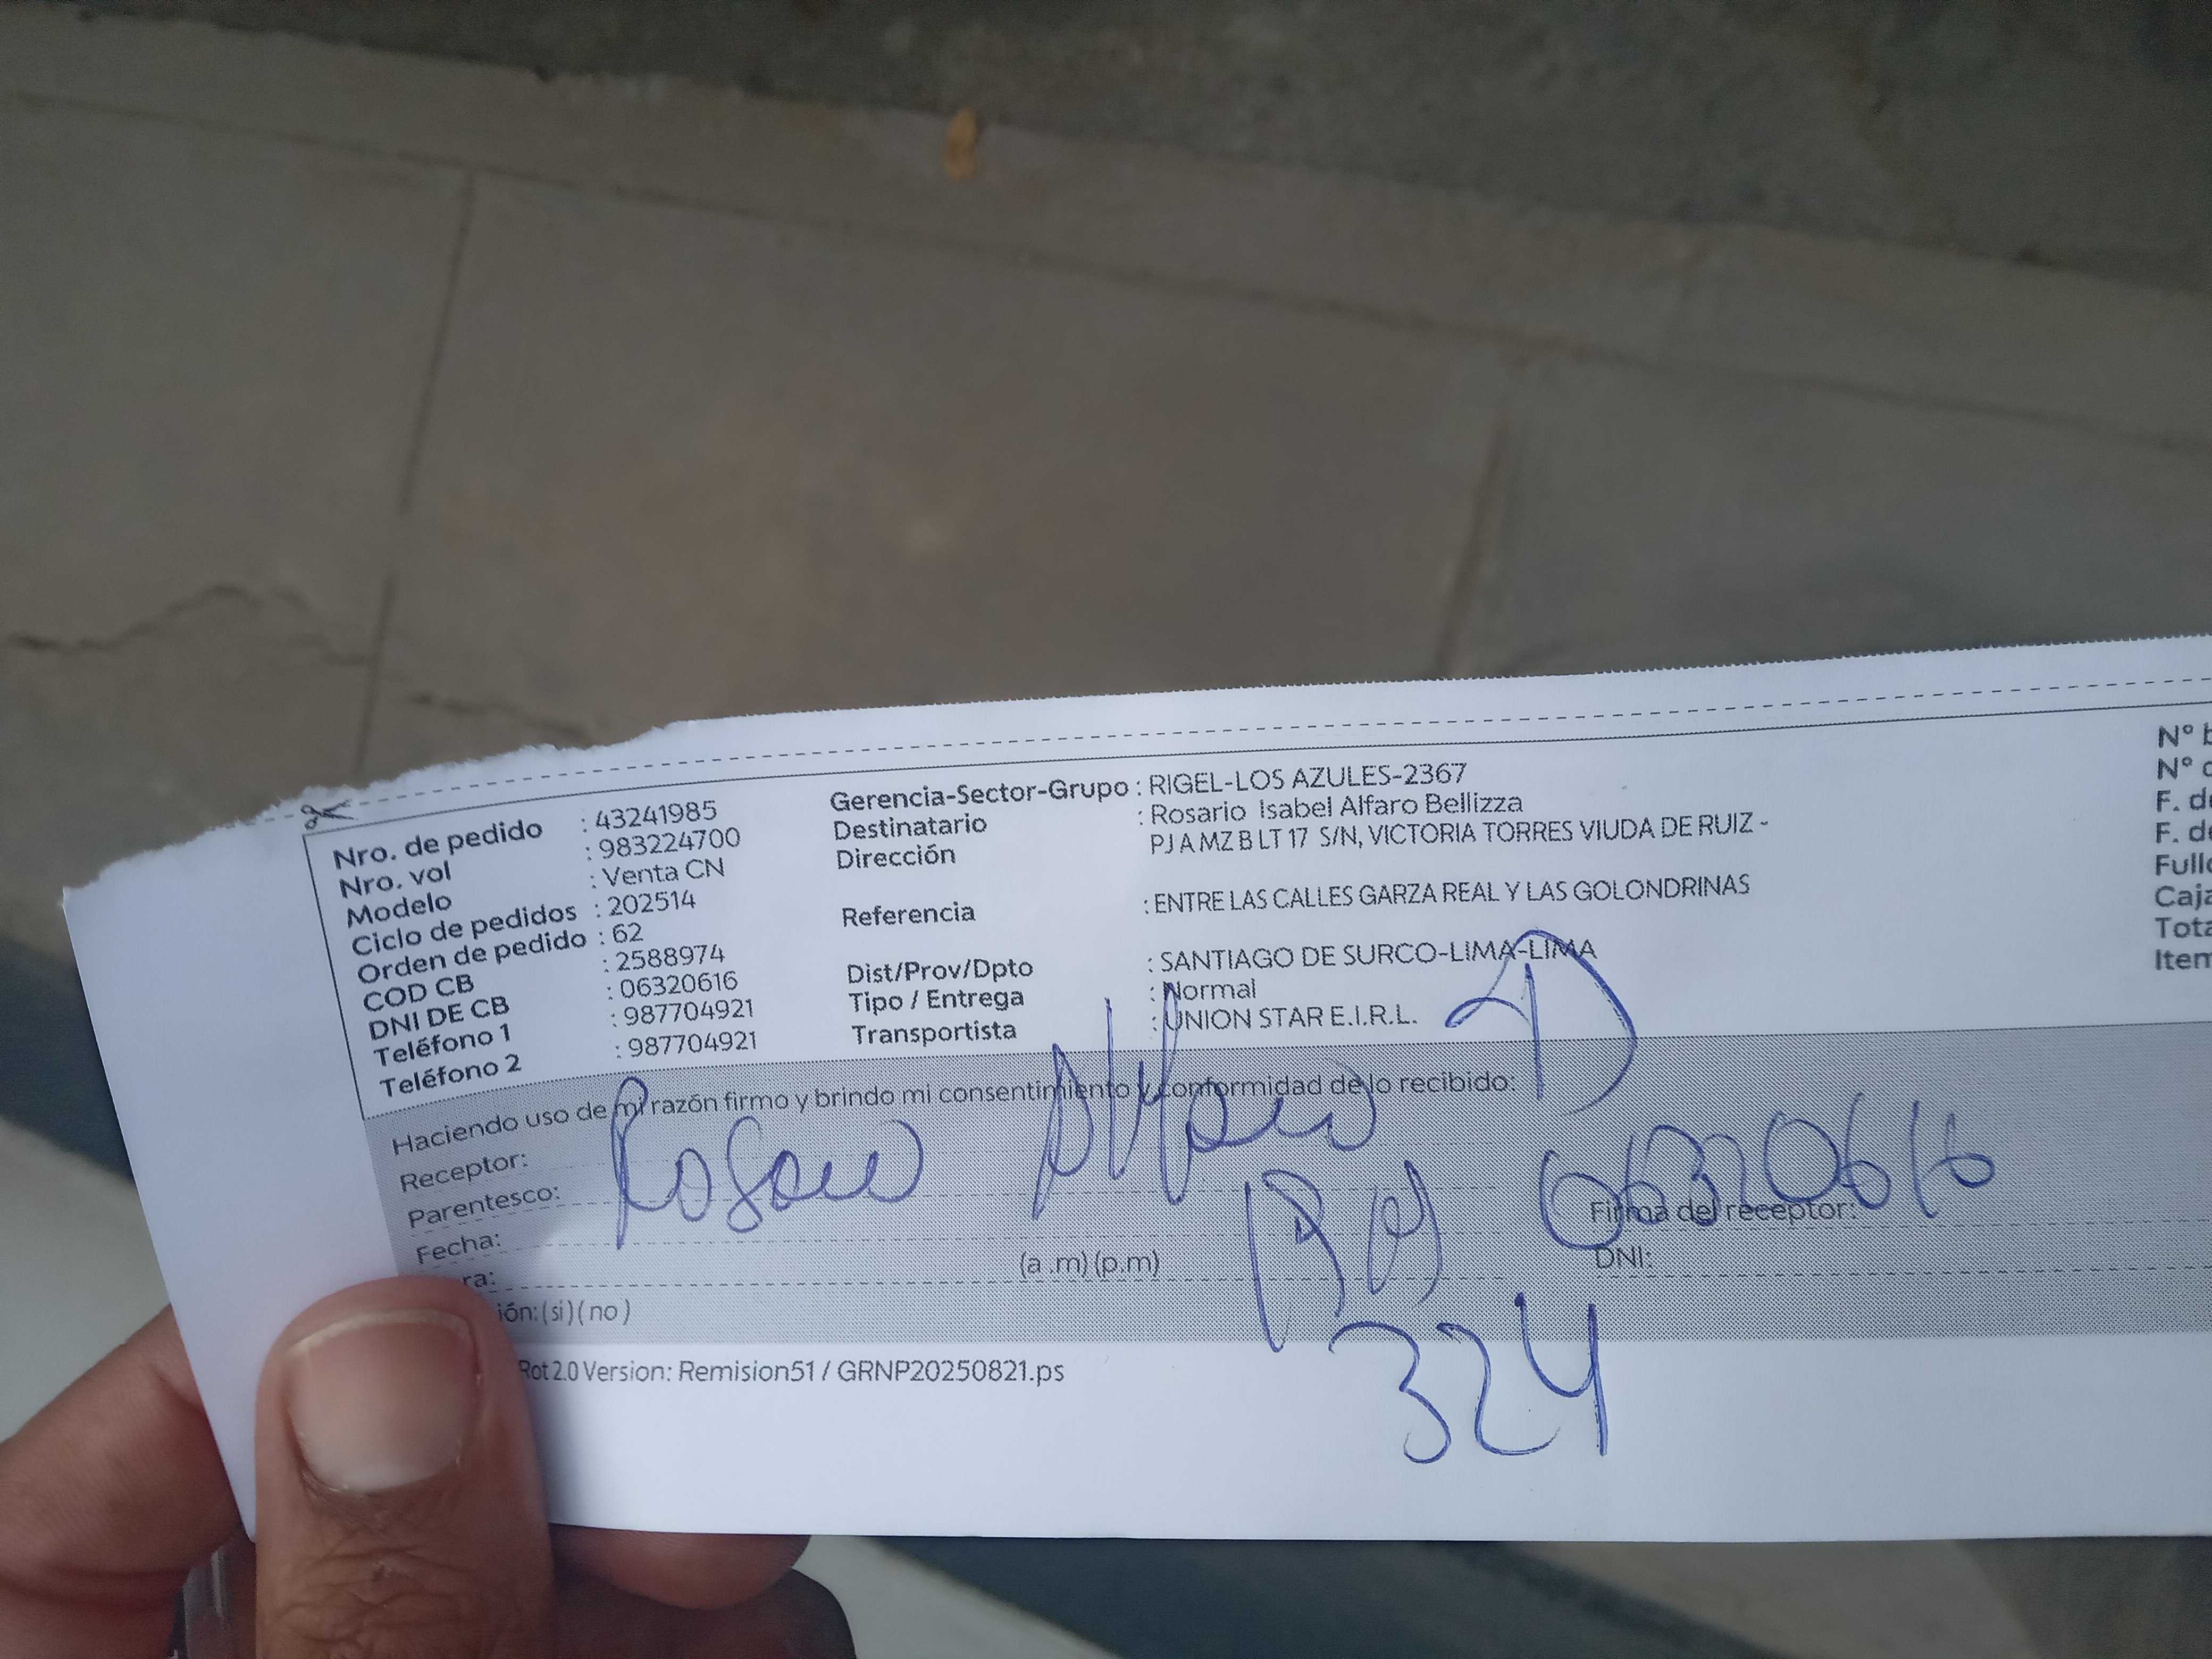 Nro. de pedido : 43241985
Nro. vol : 983224700
Modelo : Venta CN
Ciclo de pedidos : 202514
Orden de pedido : 62
COD CB : 2588974
DNI DE CB : 06320616
Teléfono 1 : 987704921
Teléfono 2 : 987704921
Gerencia-Sector-Grupo : RIGEL-LOS AZULES-2367
Destinatario : Rosario Isabel Alfaro Bellizza
Dirección PJ A MZ B LT 17 S/N, VICTORIA TORRES VIUDA DE RUIZ -
Referencia : ENTRE LAS CALLES GARZA REAL Y LAS GOLONDRINAS
Dist/Prov/Dpto : SANTIAGO DE SURCO-LIMA-LIMA
Tipo / Entrega : Normal
Transportista : UNION STAR E.I.R.L.
N°
N°
F.
F.
Haciendo uso de mi razón firmo y brindo mi consentimiento y conformidad de lo recibido:
Receptor:
Parentesco:
Rosario Alfaro
06320616
Fecha:
Firma del receptor:
(a .m) (p.m)
DNI:
(si) (no)
324
Rot 2.0 Version: Remision51 / GRNP20250821.ps